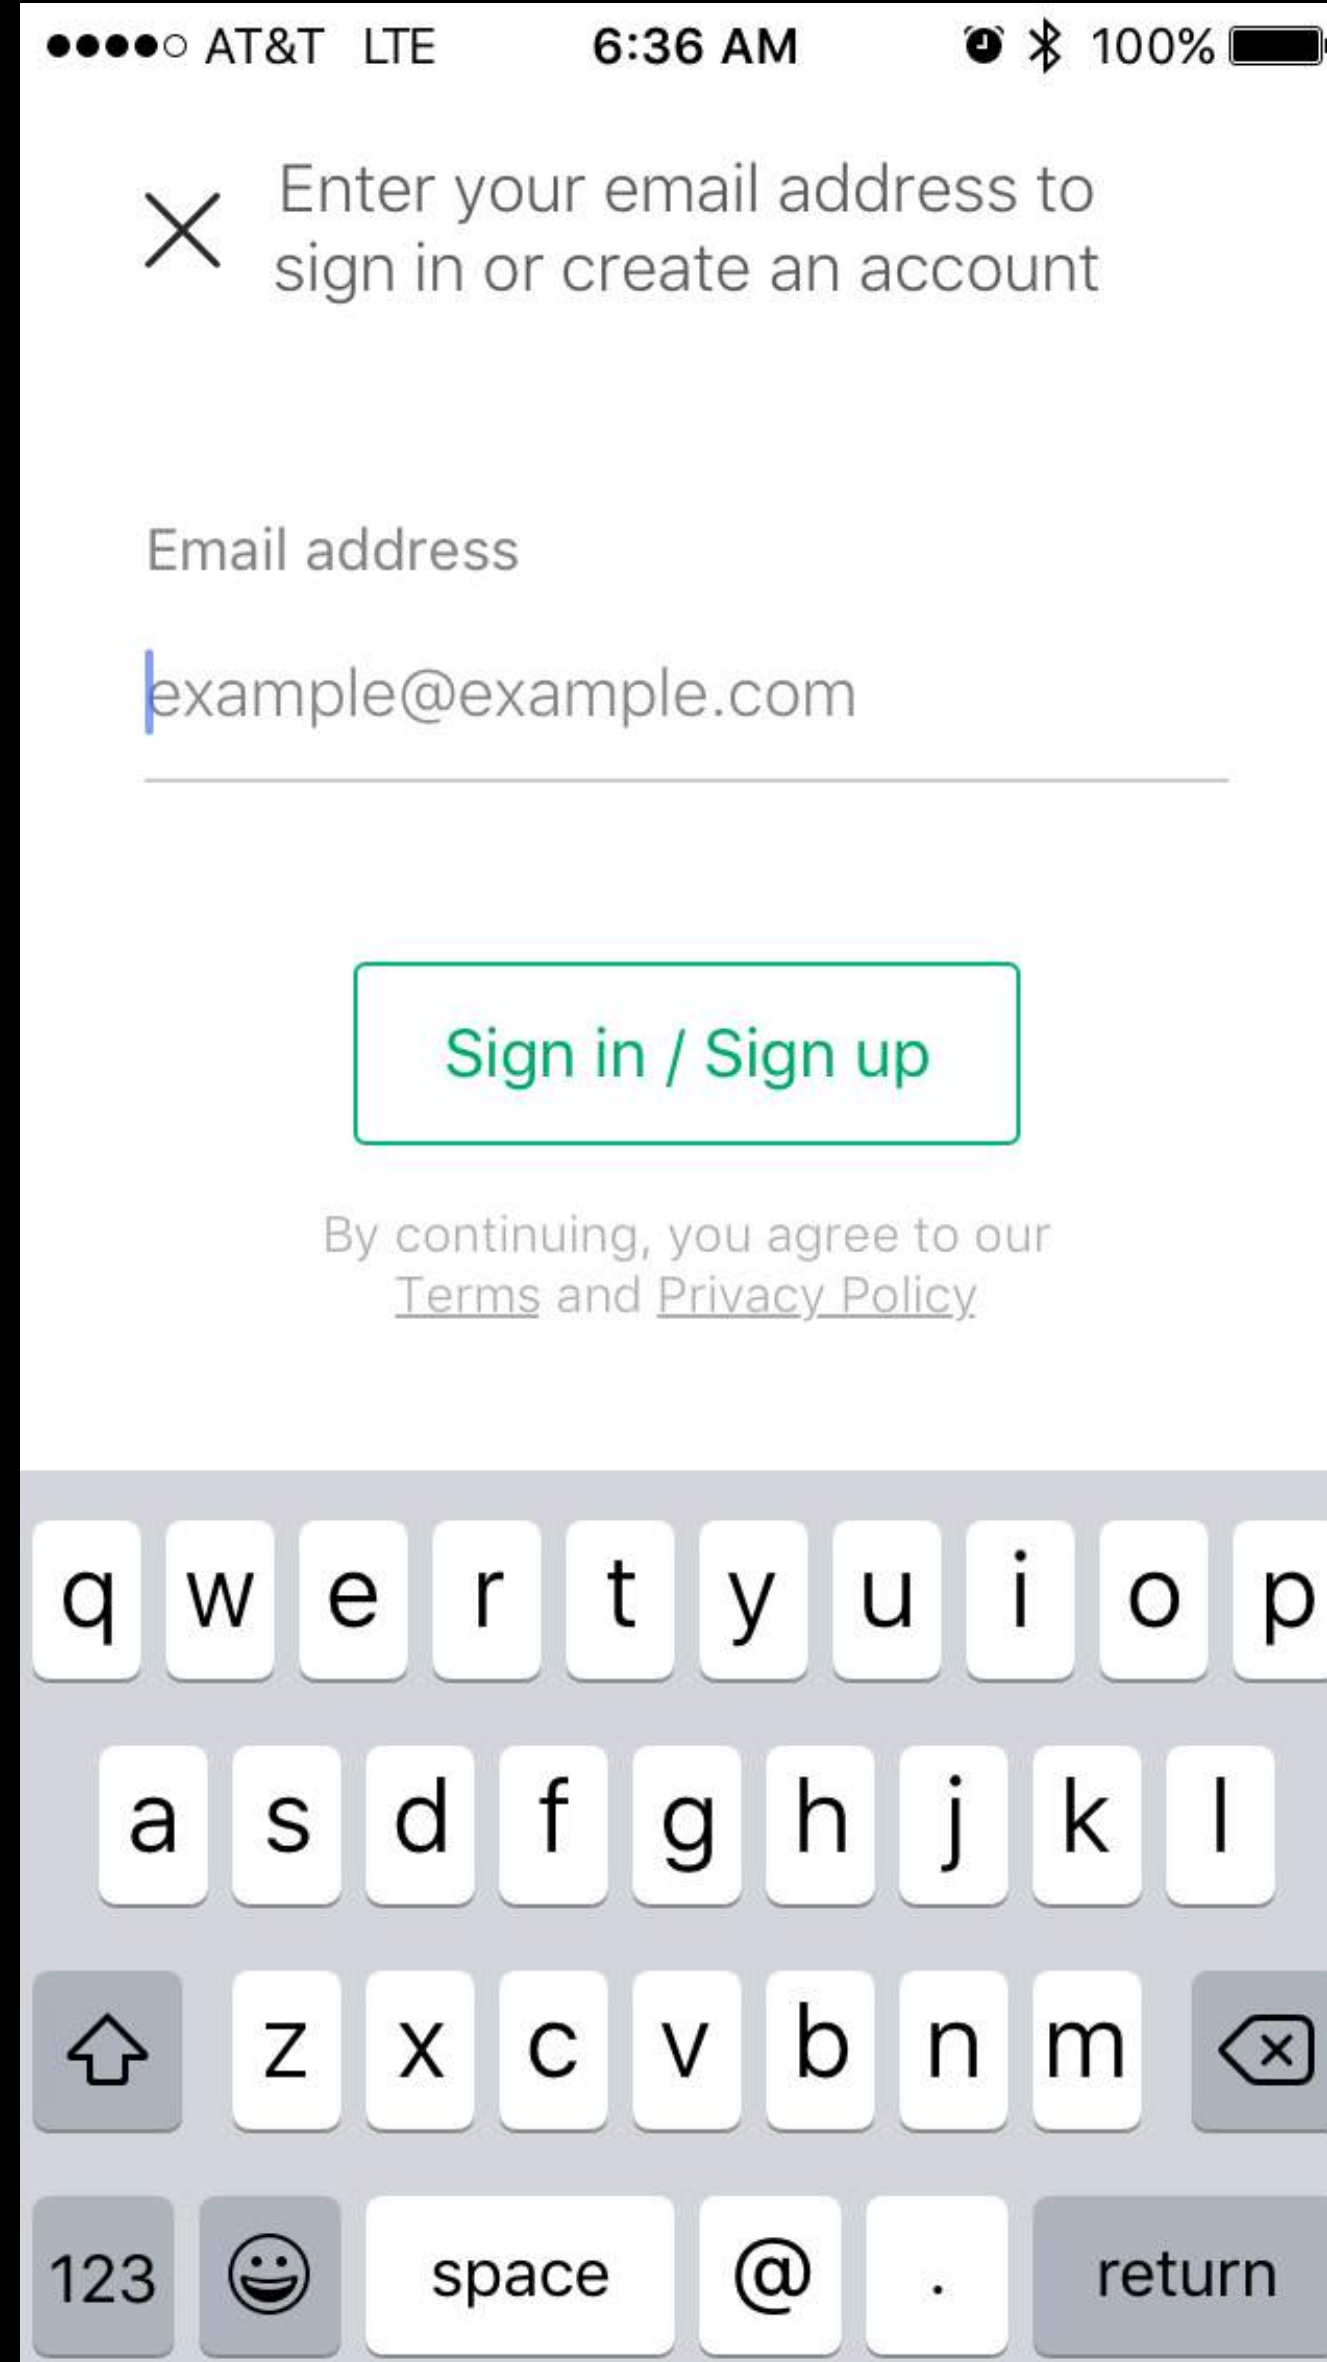 AT&T LTE 6:36 AM 100%
Enter your email address to
sign in or create an account
Email address
example@example.com
Sign in / Sign up
By continuing, you agree to our
Terms and Privacy Policy
q w e r t y u i o p
a s d f g h j k l
z x c v b n m
123 space @ . return